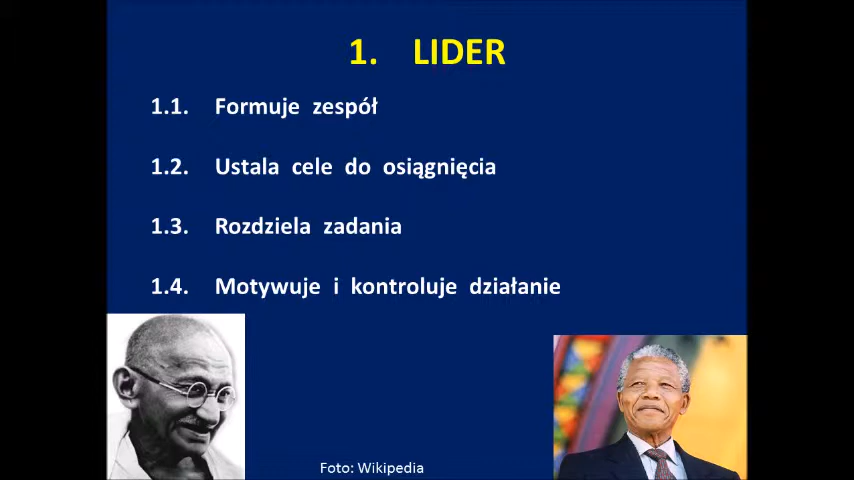 1. LIDER
1.1. Formuje zespół
1.2. Ustala cele do osiągnięcia
1.3. Rozdziela zadania
1.4. Motywuje i kontroluje działanie
Foto: Wikipedia